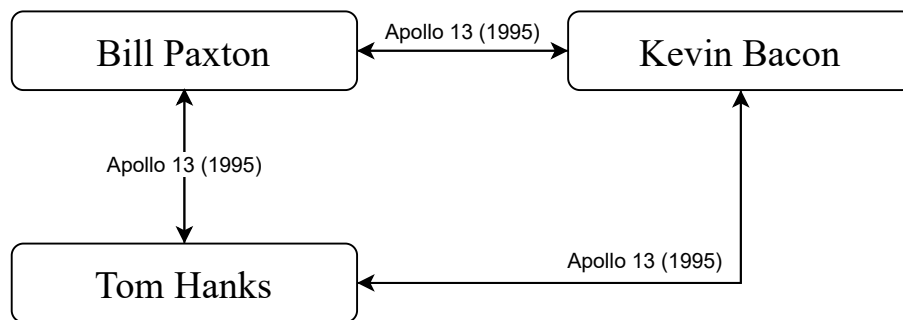 Bill Paxton
Apollo 13 (1995)
Kevin Bacon
Apollo 13 (1995)
Apollo 13 (1995)
Tom Hanks